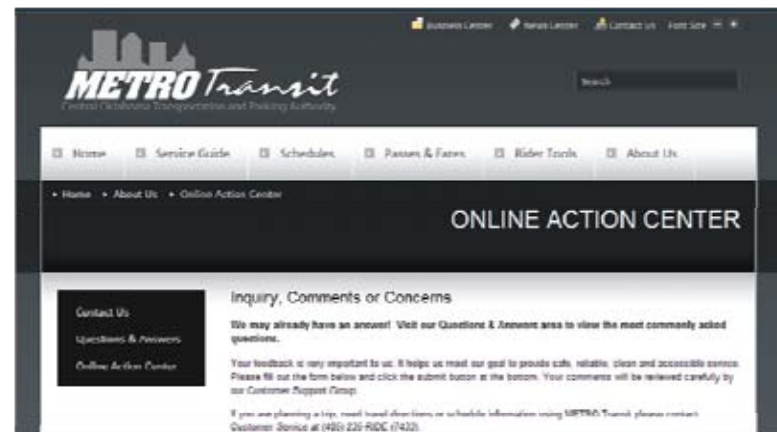 Business Center News Center Contact Us Font Size
METRO Transit
Central Oklahoma Transportation and Parking Authority
Search
Home Service Guide Schedules Passes & Fares Rider Tools About Us
• Home • About Us • Online Action Center
ONLINE ACTION CENTER
Contact Us
Questions & Answers
Online Action Center
Inquiry, Comments or Concerns
We may already have an answer! Visit our Questions & Answers area to view the most commonly asked
questions.
Your feedback is very important to us. It helps us meet our goal to provide safe, reliable, clean and accessible service.
Please fill out the form below and click the submit button at the bottom. Your comments will be reviewed carefully by
our Customer Support Group.
If you are planning a trip, need travel directions or schedule information using METRO Transit please contact
Customer Service at (405) 235-RIDE (7433).